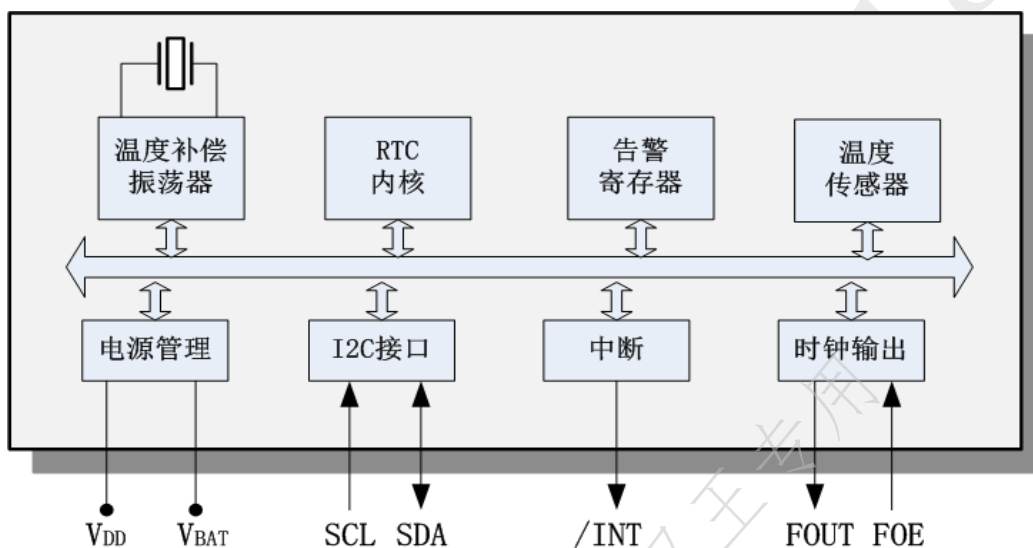 温度补偿
振荡器
RTC
内核
告警
寄存器
温度
传感器
电源管理
I2C接口
中断
时钟输出
VDD VBAT SCL SDA /INT FOUT FOE
专用